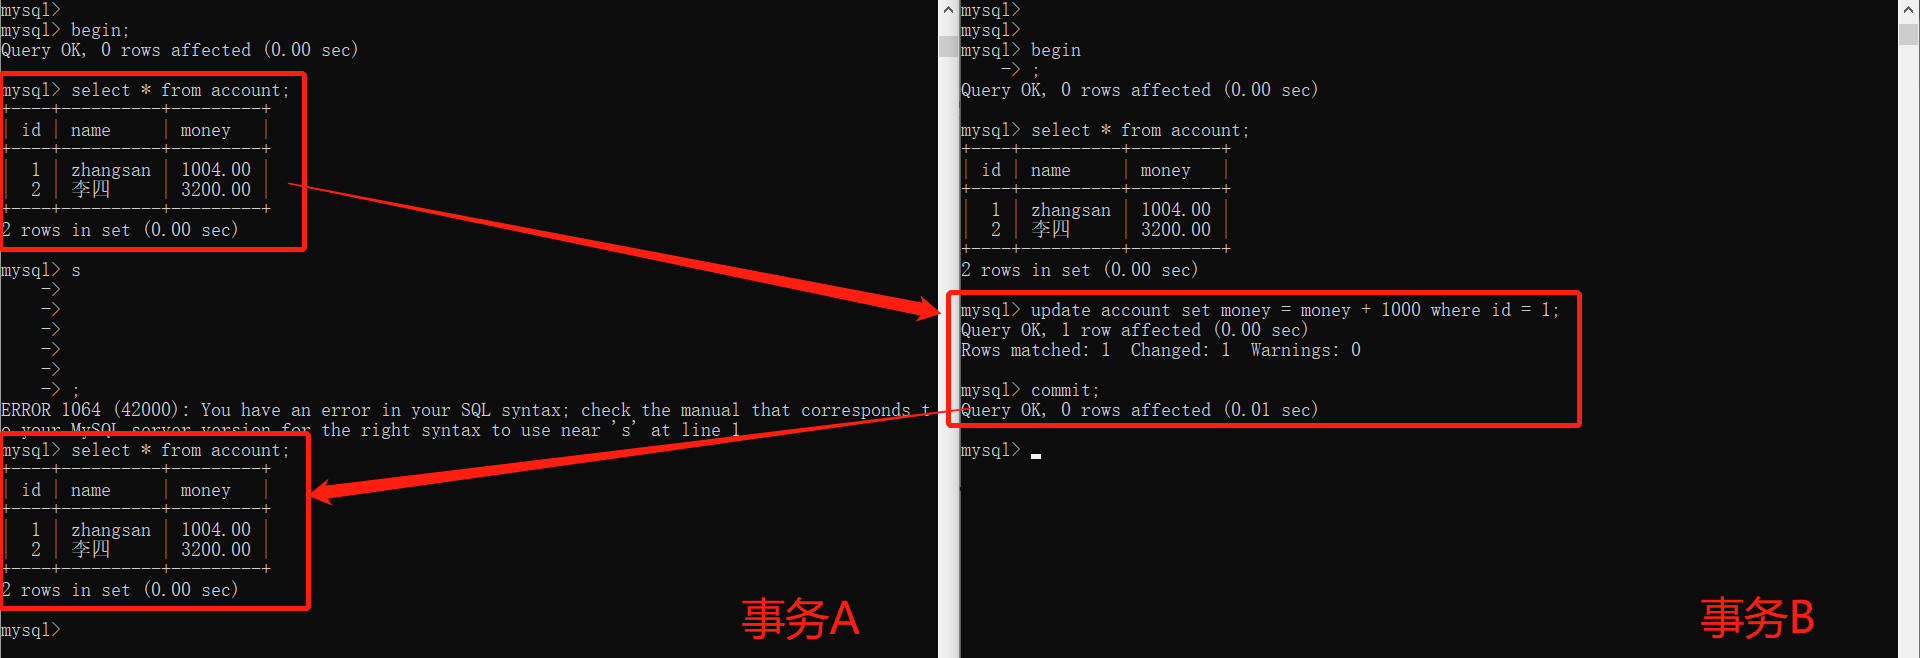 mysql>
mysql> begin;
Query OK, 0 rows affected (0.00 sec)
mysql> select * from account;
+----+----------+---------+
| id | name     | money   |
+----+----------+---------+
|  1 | zhangsan | 1004.00 |
|  2 | 李四     | 3200.00 |
+----+----------+---------+
2 rows in set (0.00 sec)
mysql> s
    ->
    ->
    ->
    ->
    ->
    -> ;
ERROR 1064 (42000): You have an error in your SQL syntax; check the manual that corresponds t
o your MySQL server version for the right syntax to use near 's' at line 1
mysql> select * from account;
+----+----------+---------+
| id | name     | money   |
+----+----------+---------+
|  1 | zhangsan | 1004.00 |
|  2 | 李四     | 3200.00 |
+----+----------+---------+
2 rows in set (0.00 sec)
mysql>
事务A
mysql>
mysql>
mysql> begin
    -> ;
Query OK, 0 rows affected (0.00 sec)
mysql> select * from account;
+----+----------+---------+
| id | name     | money   |
+----+----------+---------+
|  1 | zhangsan | 1004.00 |
|  2 | 李四     | 3200.00 |
+----+----------+---------+
2 rows in set (0.00 sec)
mysql> update account set money = money + 1000 where id = 1;
Query OK, 1 row affected (0.00 sec)
Rows matched: 1  Changed: 1  Warnings: 0
mysql> commit;
Query OK, 0 rows affected (0.01 sec)
mysql>
事务B